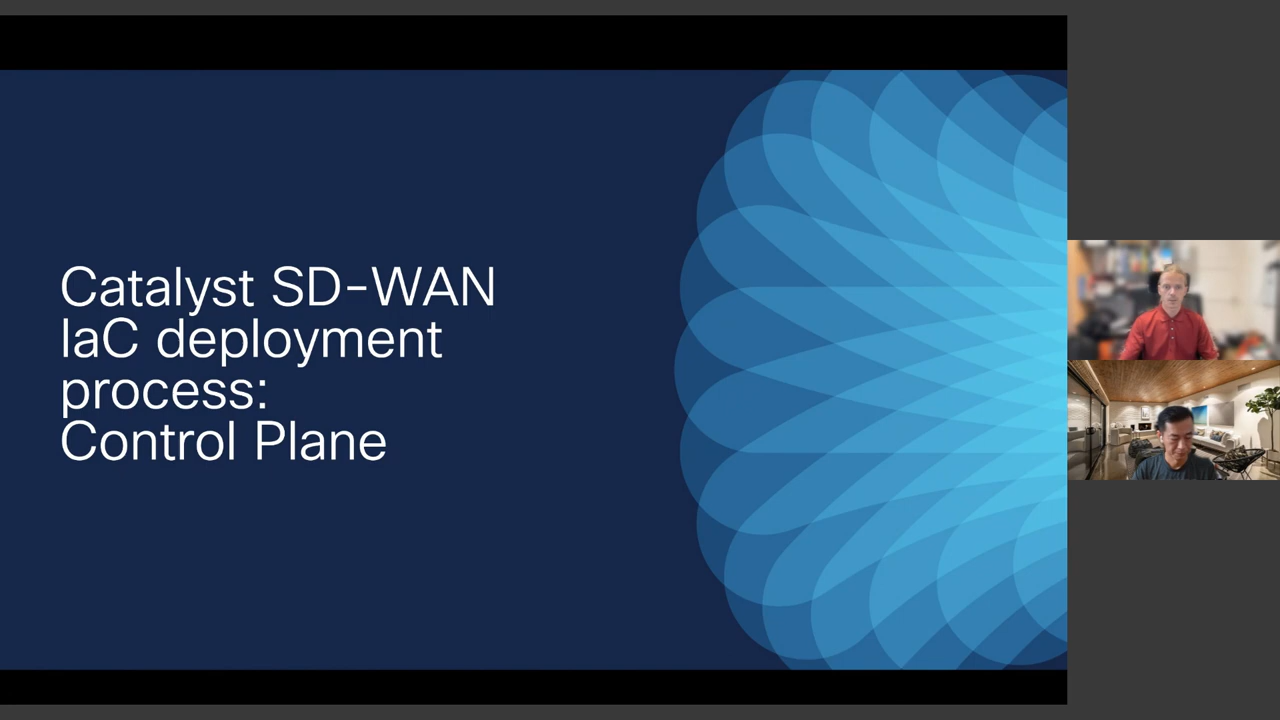 Catalyst SD-WAN
IaC deployment
process:
Control Plane